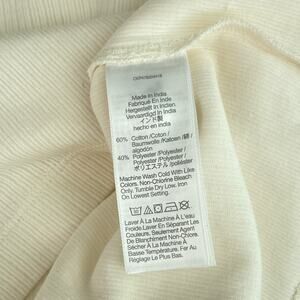 Made in India
Fabriqué En Inde
Hergestellt in Indien
Vervaardigd In India
インド製
hecho en india
60% Cotton /Coton /
Baumwolle /Katoen /綿 /
algodón
40% Polyester /Polyester /
Polyester /Polyester /
ポリエステル /poliéster
Machine Wash Cold With Like
Colors. Non-Chlorine Bleach
Only. Tumble Dry Low. Iron
On Lowest Setting.
Laver À La Machine À L'eau
Froide Laver En Séparant Les
Couleurs Seulement Agent
De Blanchiment Non-Chloré.
Sécher À La Machine À
Basse Température. Fer Au
Réglage Le Plus Bas.